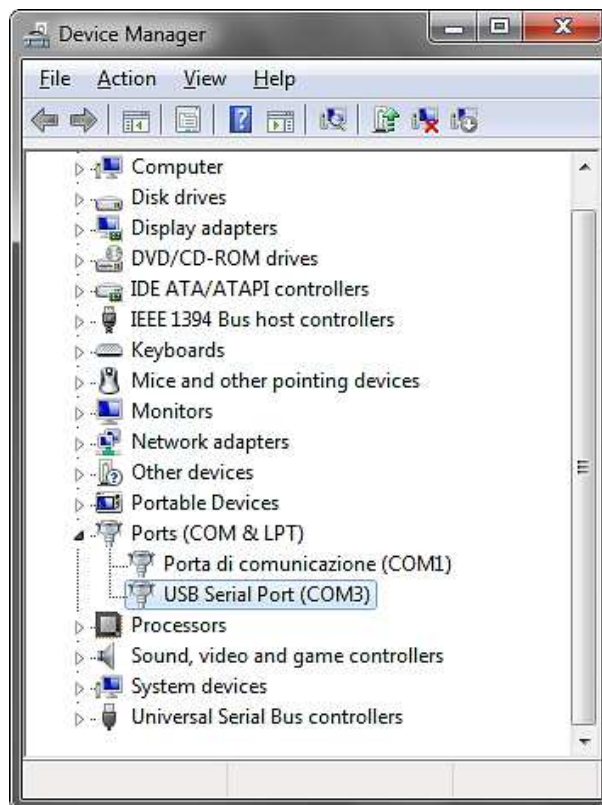 Device Manager
File Action View Help
Computer
Disk drives
Display adapters
DVD/CD-ROM drives
IDE ATA/ATAPI controllers
IEEE 1394 Bus host controllers
Keyboards
Mice and other pointing devices
Monitors
Network adapters
Other devices
Portable Devices
Ports (COM & LPT)
Porta di comunicazione (COM1)
USB Serial Port (COM3)
Processors
Sound, video and game controllers
System devices
Universal Serial Bus controllers